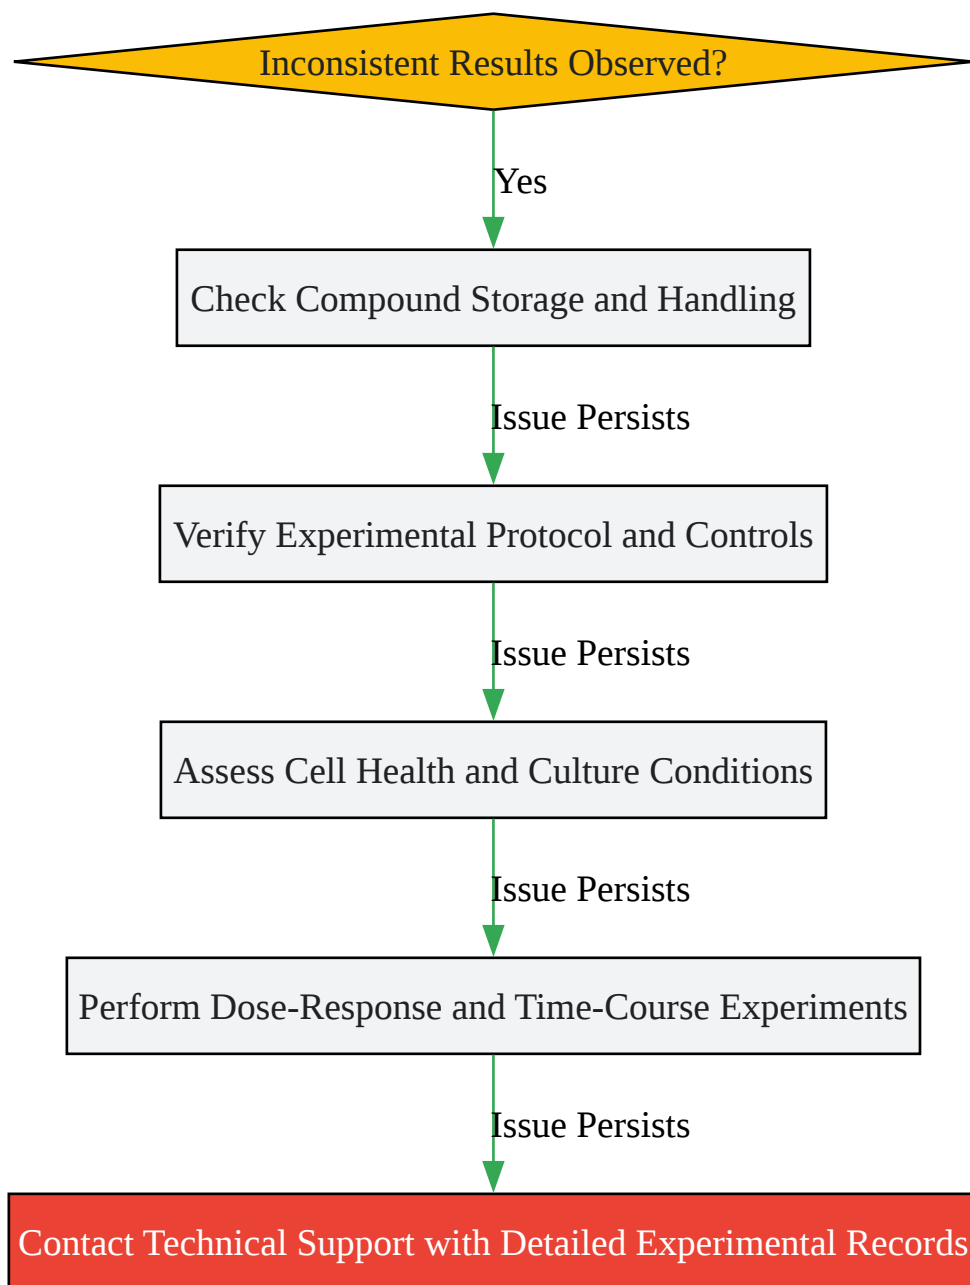 Inconsistent Results Observed?
Yes
Check Compound Storage and Handling
Issue Persists
Verify Experimental Protocol and Controls
Issue Persists
Assess Cell Health and Culture Conditions
Issue Persists
Perform Dose-Response and Time-Course Experiments
Issue Persists
Contact Technical Support with Detailed Experimental Records